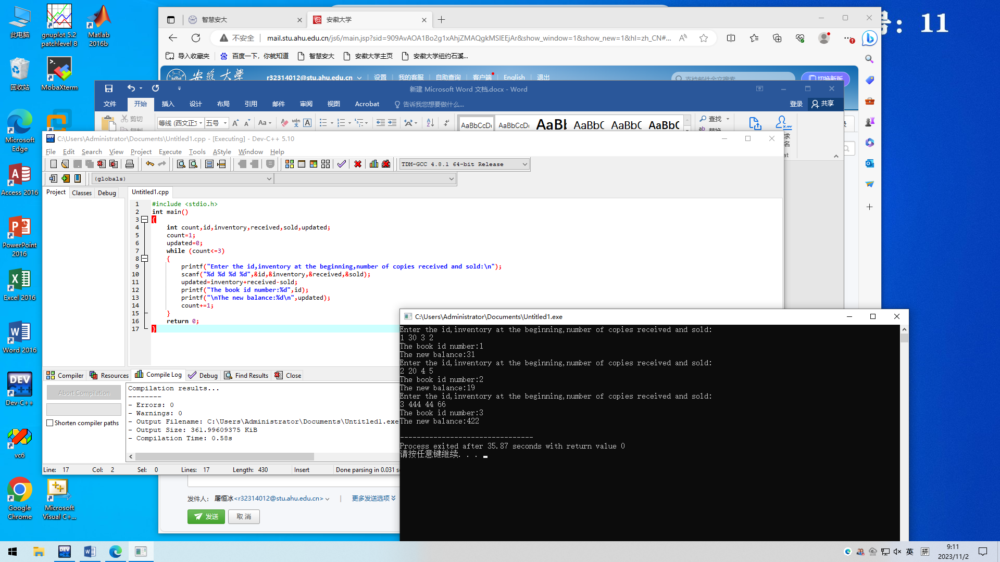 此电脑
gnuplot 5.2 patchlevel 8
Matlab 2016b
回收站
MobaXterm
Microsoft Edge
Access 2016
PowerPoint 2016
Excel 2016
Word 2016
Dev-C++
vc6
Google Chrome
Microsoft Visual C+...
：11
智慧安大
安徽大学
不安全 mail.stu.ahu.edu.cn/js6/main.jsp?sid=909AvAOA1Bo2g1xAhjZMAQgkMSIEEjAr&show_window=1&show_new=1&hl=zh_CN#...
导入收藏夹 百度一下，你就知道 智慧安大 安徽大学主页 安徽大学纽约石溪...
安徽大學 r32314012@stu.ahu.edu.cn 设置 我的客服 自助查询 客户端 English 退出
支持邮件全文搜索 切换新版
新建 Microsoft Word 文档.docx - Word
文件 开始 插入 设计 布局 引用 邮件 审阅 视图 Acrobat 告诉我您想要做什么... 登录 共享
剪切 等线 (西文正文 五号 Aa wén A AaBbCcDi AaBbCcDi AaBl AaBbC AaBbC AaBbC 查找
C:\Users\Administrator\Documents\Untitled1.cpp - [Executing] - Dev-C++ 5.10
File Edit Search View Project Execute Tools AStyle Window Help
TDM-GCC 4.8.1 64-bit Release
(globals)
Project Classes Debug Untitled1.cpp
1 #include <stdio.h>
2 int main()
3 {
4 int count,id,inventory,received,sold,updated;
5 count=1;
6 updated=0;
7 while (count<=3)
8 {
9 printf("Enter the id,inventory at the beginning,number of copies received and sold:\n");
10 scanf("%d %d %d %d",&id,&inventory,&received,&sold);
11 updated=inventory+received-sold;
12 printf("The book id number:%d",id);
13 printf("\nThe new balance:%d\n",updated);
14 count+=1;
15 }
16 return 0;
17 }
Compiler Resources Compile Log Debug Find Results Close
Abort Compilation
Shorten compiler paths
Compilation results...
--------
- Errors: 0
- Warnings: 0
- Output Filename: C:\Users\Administrator\Documents\Untitled1.exe
- Output Size: 361.99609375 KiB
- Compilation Time: 0.58s
Line: 17 Col: 2 Sel: 0 Lines: 17 Length: 430 Insert Done parsing in 0.031 s
C:\Users\Administrator\Documents\Untitled1.exe
Enter the id,inventory at the beginning,number of copies received and sold:
1 30 3 2
The book id number:1
The new balance:31
Enter the id,inventory at the beginning,number of copies received and sold:
2 20 4 5
The book id number:2
The new balance:19
Enter the id,inventory at the beginning,number of copies received and sold:
3 444 44 66
The book id number:3
The new balance:422
--------------------------------
Process exited after 35.87 seconds with return value 0
请按任意键继续. . .
发件人： 屠恒冰<r32314012@stu.ahu.edu.cn> 更多发送选项
发送 取 消
英 拼
9:11
2023/11/2